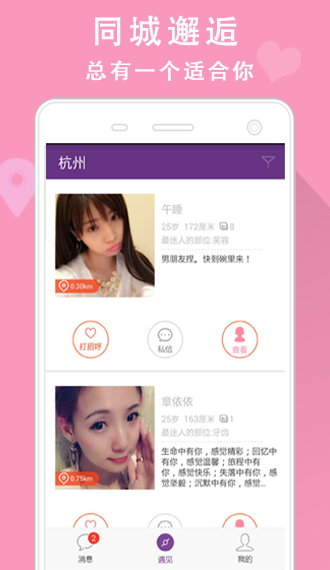 同城邂逅
总有一个适合你
杭州
午睡
25岁 172厘米 8
最迷人的部位:笑容
男朋友捏。快到碗里来！
0.30km
打招呼
私信
查看
章依依
25岁 163厘米 1
最迷人的部位:牙齿
生命中有你，感觉精彩；回忆中
有你，感觉温馨；旅程中有
你，感觉快乐；失落中有你，感
觉坚毅；沉默中有你，感觉...
0.75km
2
消息
遇见
我的